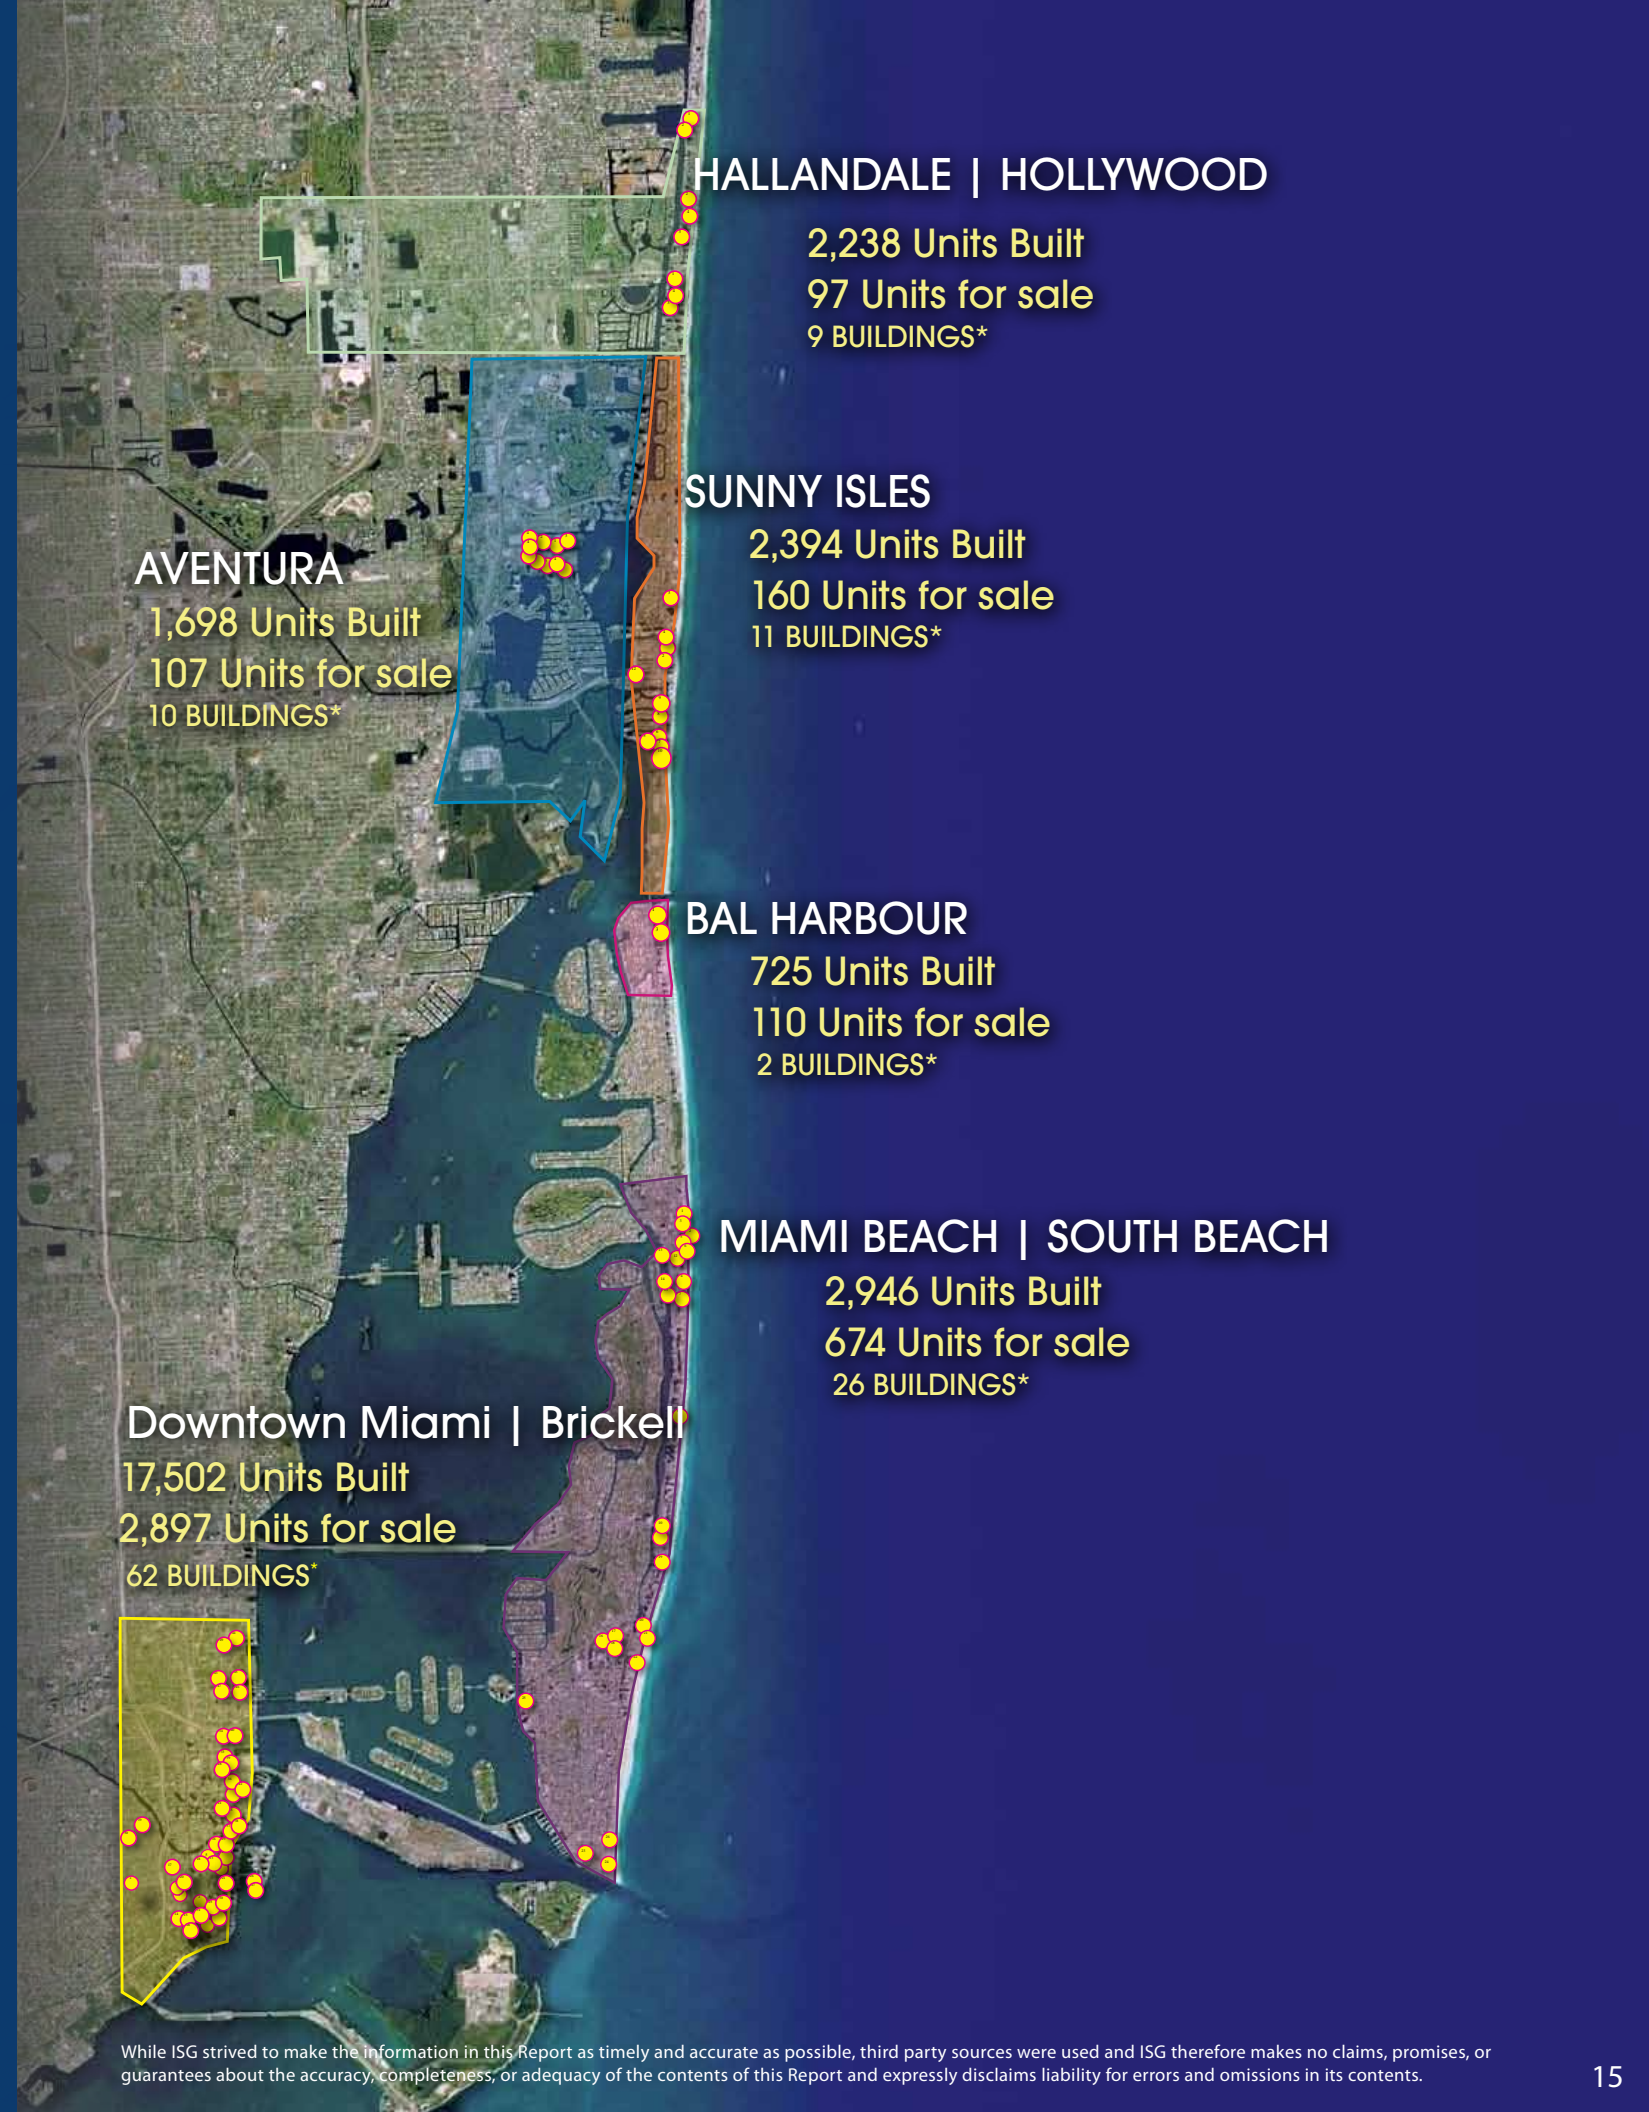 HALLANDALE | HOLLYWOOD
2,238 Units Built
97 Units for sale
9 BUILDINGS*
SUNNY ISLES
2,394 Units Built
160 Units for sale
11 BUILDINGS*
AVENTURA
1,698 Units Built
107 Units for sale
10 BUILDINGS*
BAL HARBOUR
725 Units Built
110 Units for sale
2 BUILDINGS*
MIAMI BEACH | SOUTH BEACH
2,946 Units Built
674 Units for sale
26 BUILDINGS*
Downtown Miami | Brickell
17,502 Units Built
2,897 Units for sale
62 BUILDINGS*
While ISG strived to make the information in this Report as timely and accurate as possible, third party sources were used and ISG therefore makes no claims, promises, or
guarantees about the accuracy, completeness, or adequacy of the contents of this Report and expressly disclaims liability for errors and omissions in its contents.
15